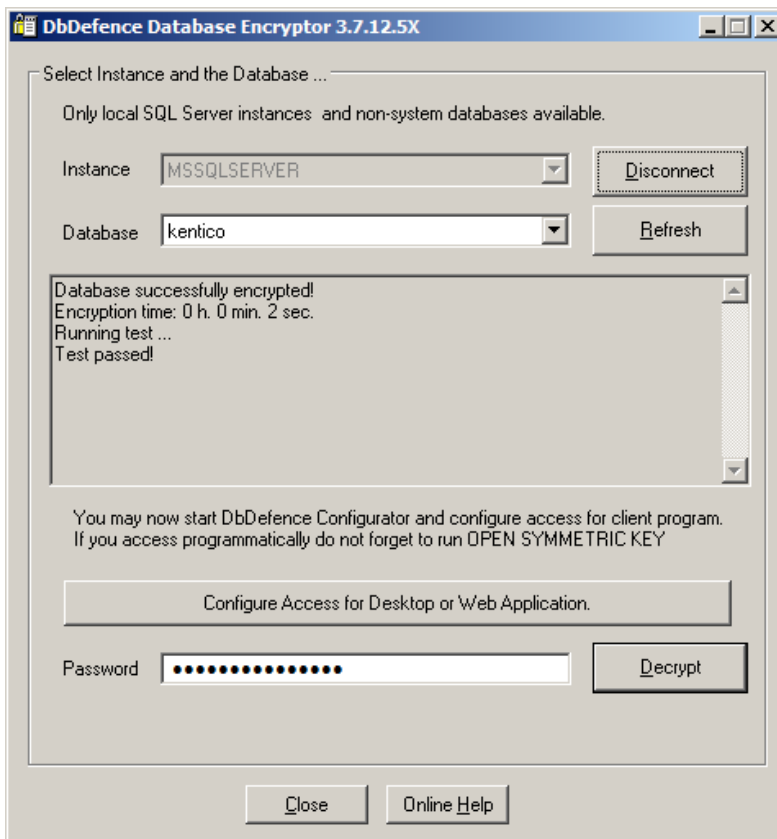 DbDefence Database Encryptor 3.7.12.5X
Select Instance and the Database ...
Only local SQL Server instances  and non-system databases available.
Instance MSSQLSERVER Disconnect
Database kentico Refresh
Database successfully encrypted!
Encryption time: 0 h. 0 min. 2 sec.
Running test ...
Test passed!
You may now start DbDefence Configurator and configure access for client program.
If you access programmatically do not forget to run OPEN SYMMETRIC KEY
Configure Access for Desktop or Web Application.
Password ●●●●●●●●●●●●●●● Decrypt
Close Online Help